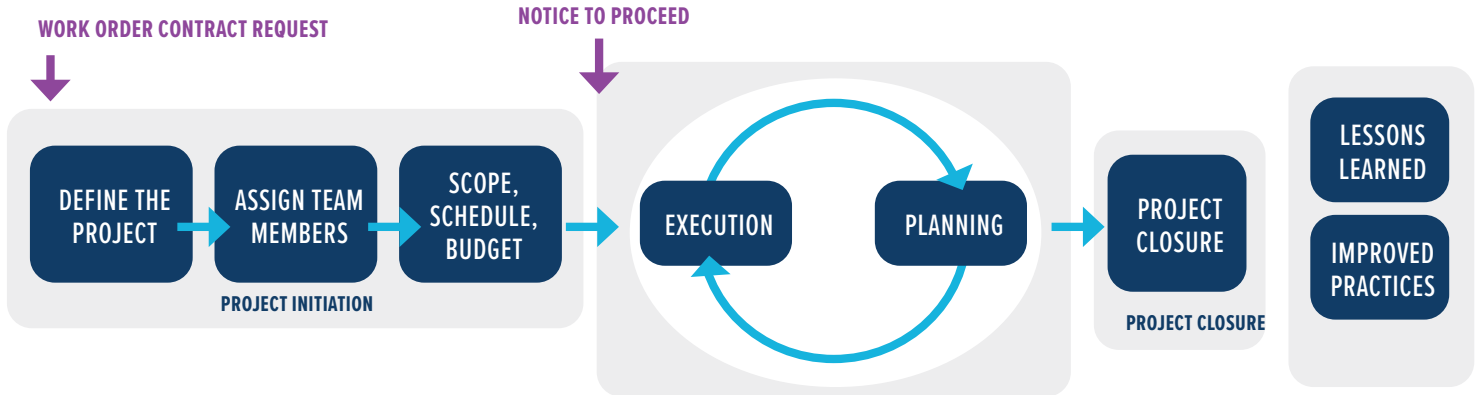 WORK ORDER CONTRACT REQUEST
NOTICE TO PROCEED
DEFINE THE
PROJECT
ASSIGN TEAM
MEMBERS
SCOPE,
SCHEDULE,
BUDGET
PROJECT INITIATION
EXECUTION
PLANNING
PROJECT
CLOSURE
PROJECT CLOSURE
LESSONS
LEARNED
IMPROVED
PRACTICES